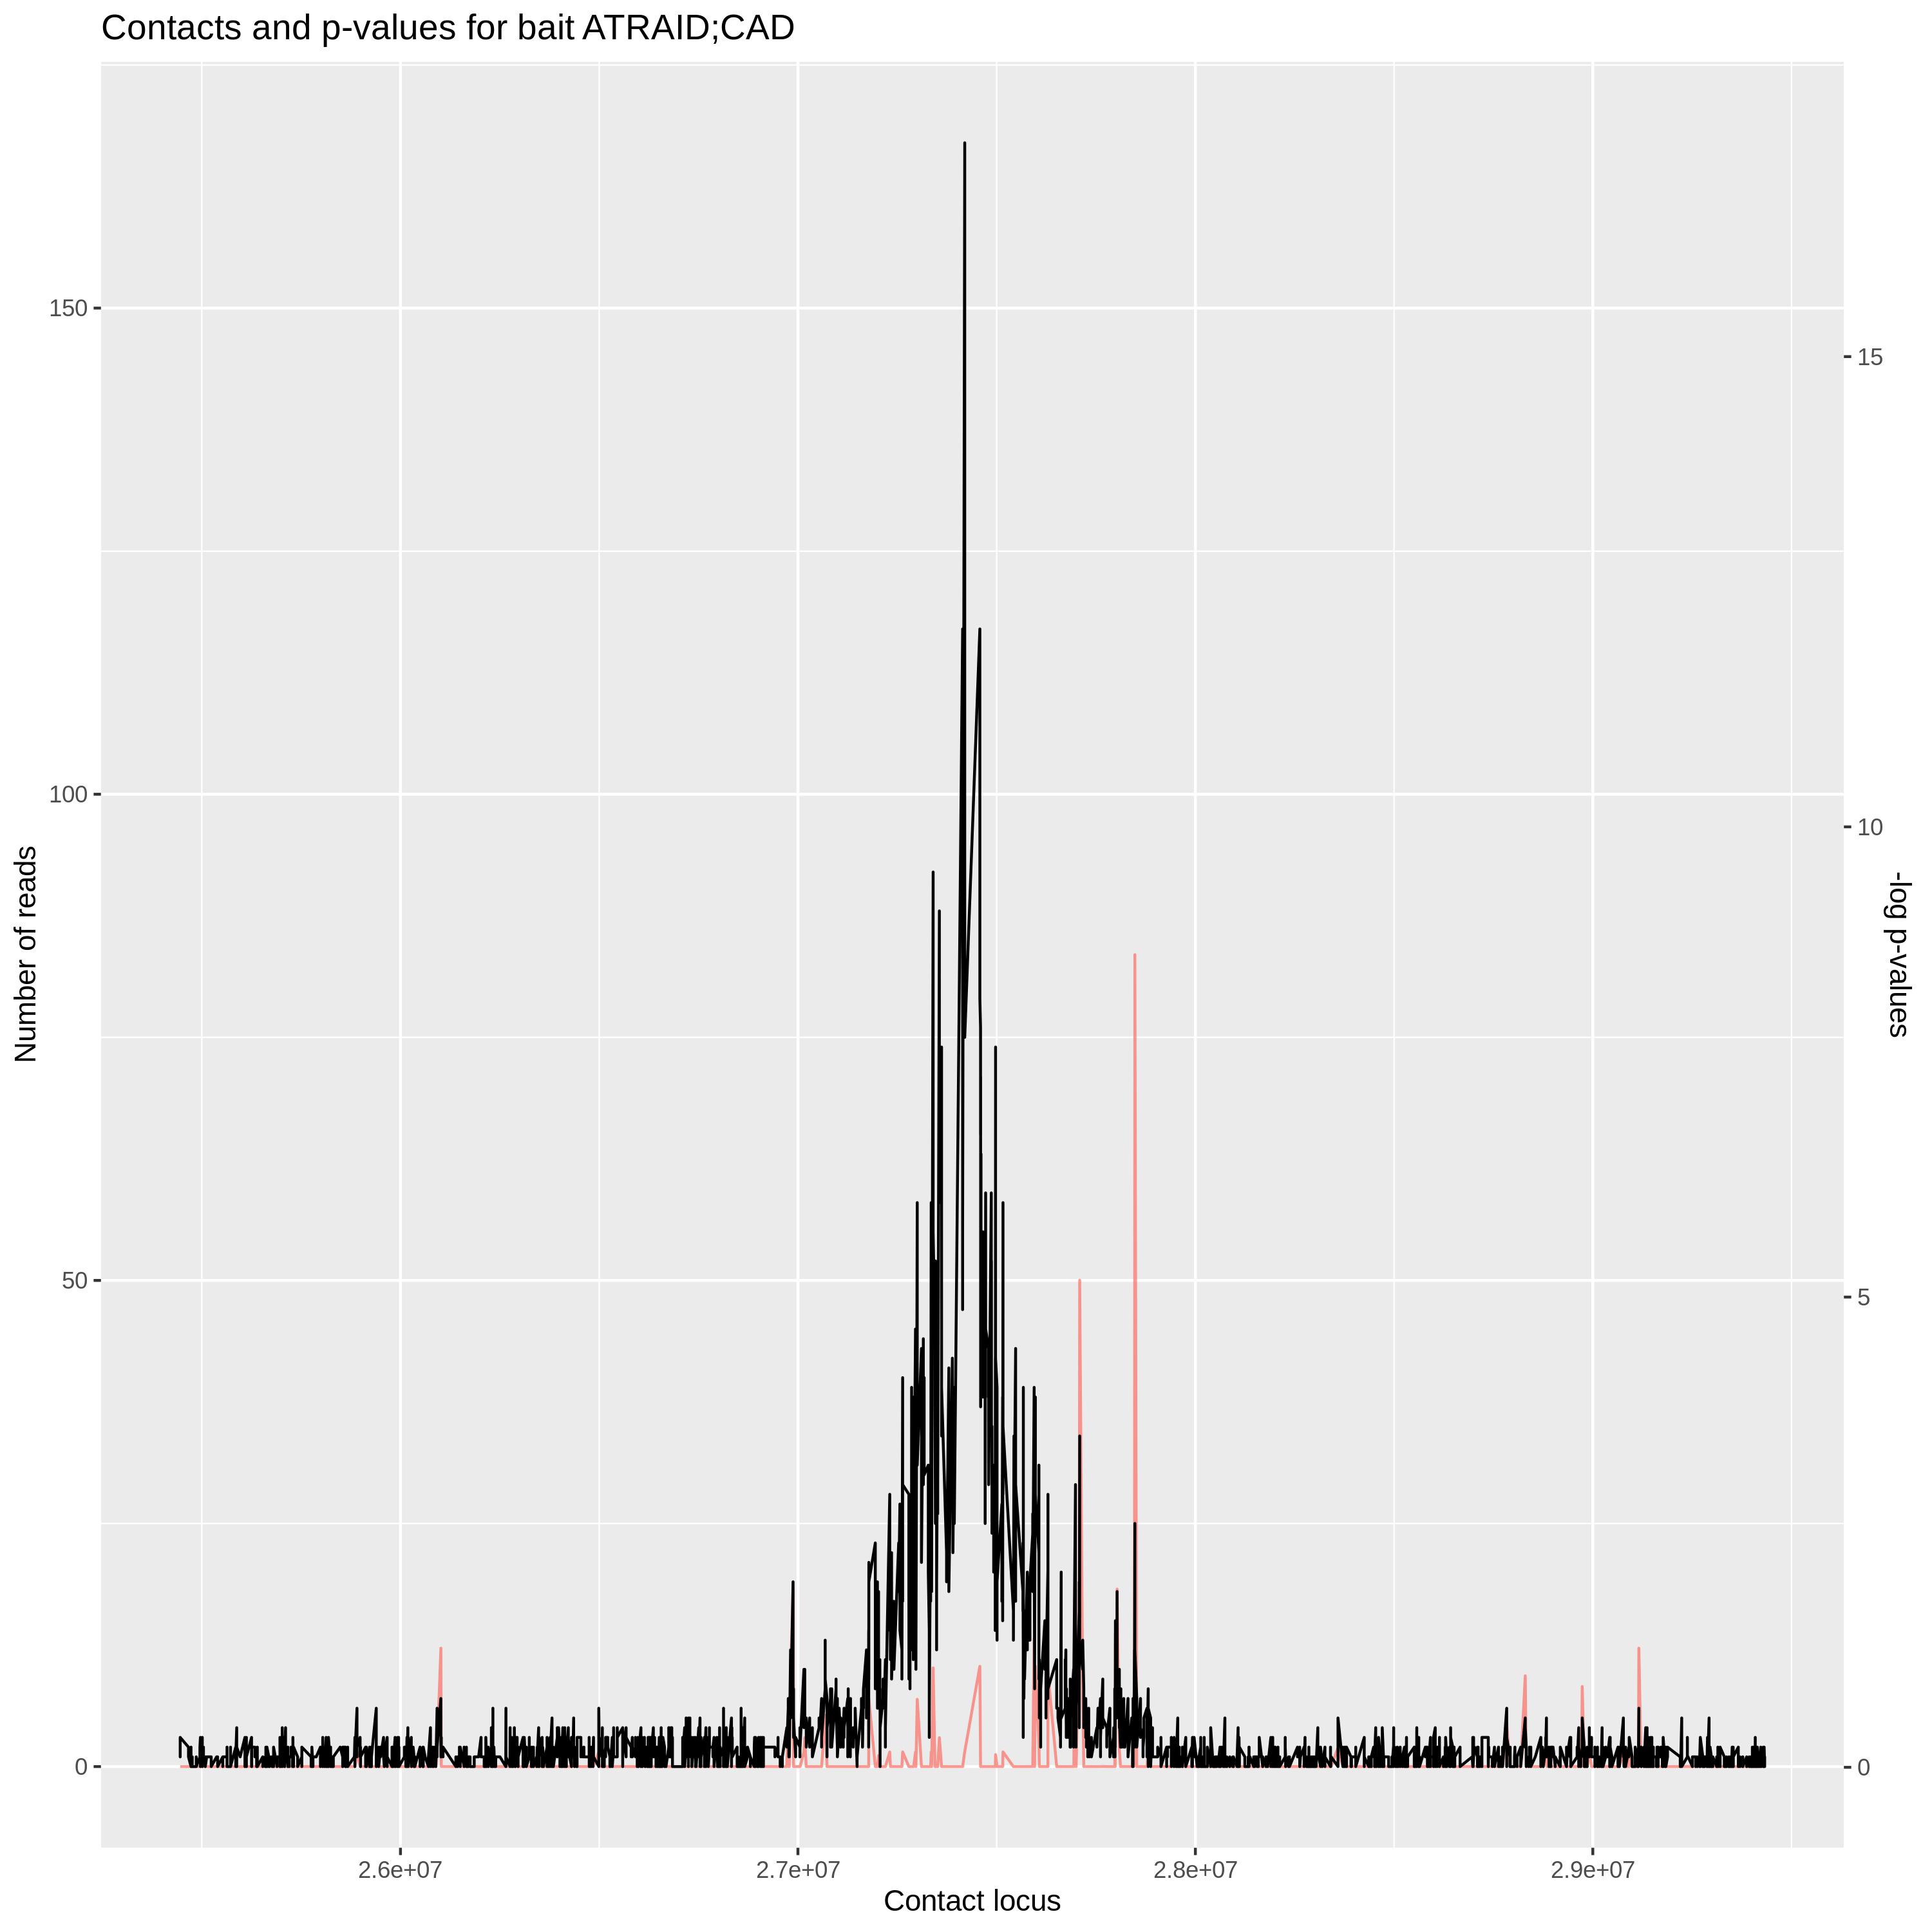 Contacts and p-values for bait ATRAID;CAD
150
100
50
0
Number of reads
15
10
5
0
-log p-values
2.6e+07
2.7e+07
2.8e+07
2.9e+07
Contact locus